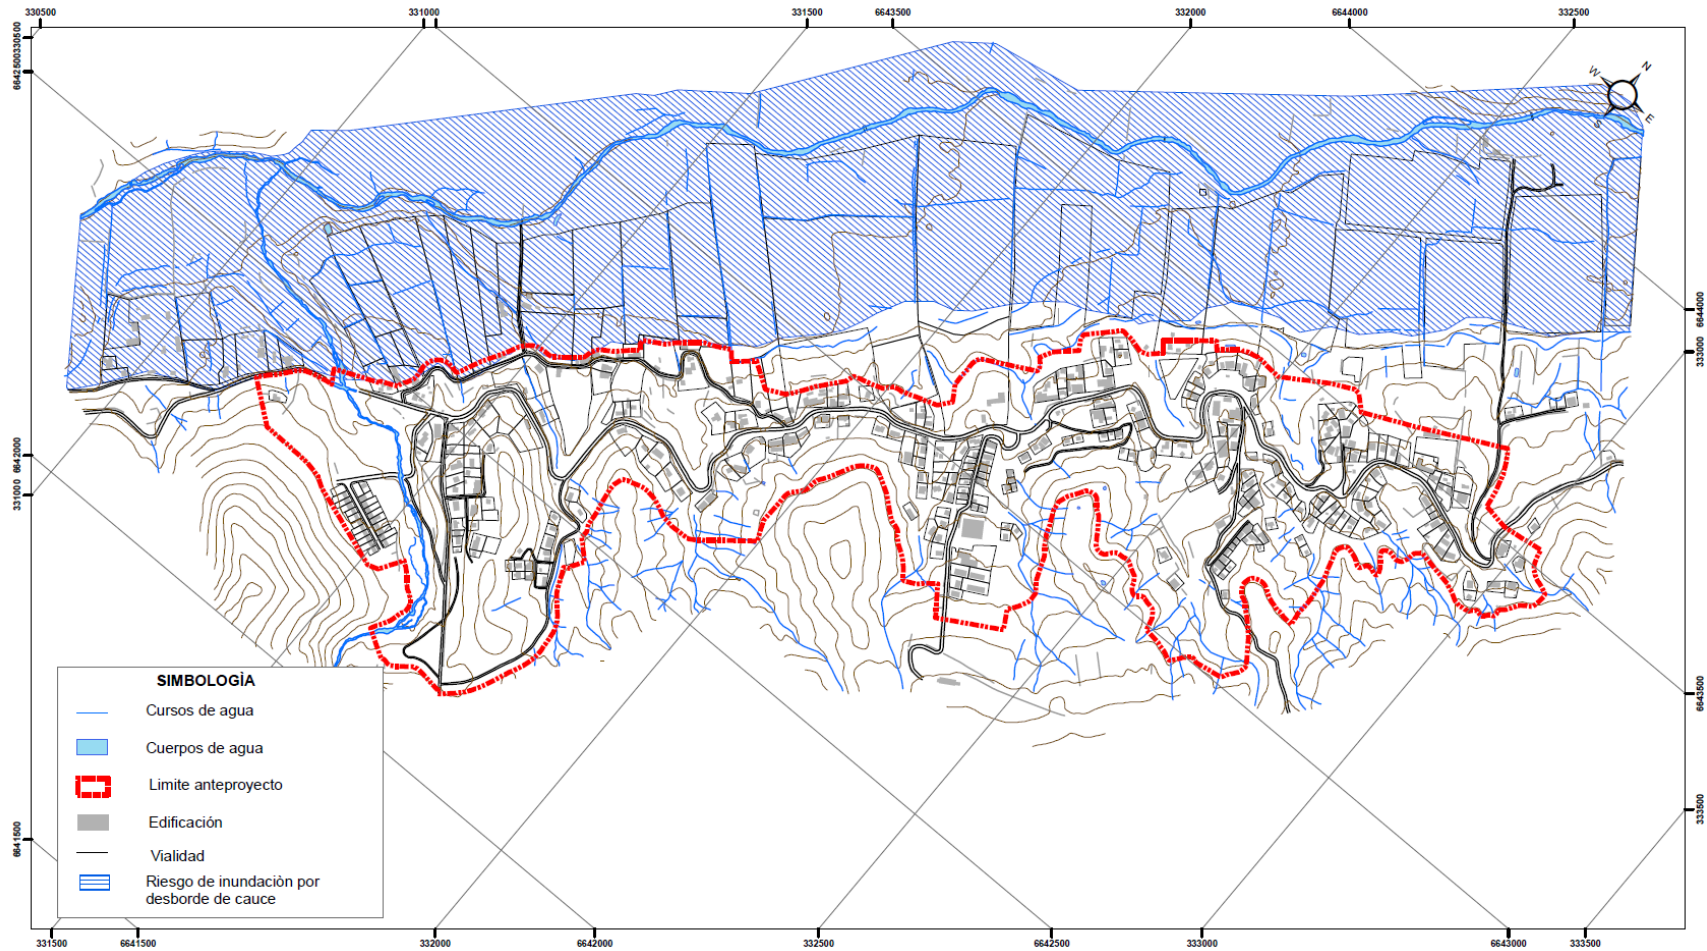 330500
331000
331500
6643500
332000
6644000
332500
330500
6642500
W
N
S
E
6644000
333000
6642000
331000
SIMBOLOGÌA
Cursos de agua
Cuerpos de agua
Limite anteproyecto
Edificación
Vialidad
Riesgo de inundaciòn por
desborde de cauce
6643500
333500
6641500
331500
6641500
332000
6642000
332500
6642500
333000
6643000
333500